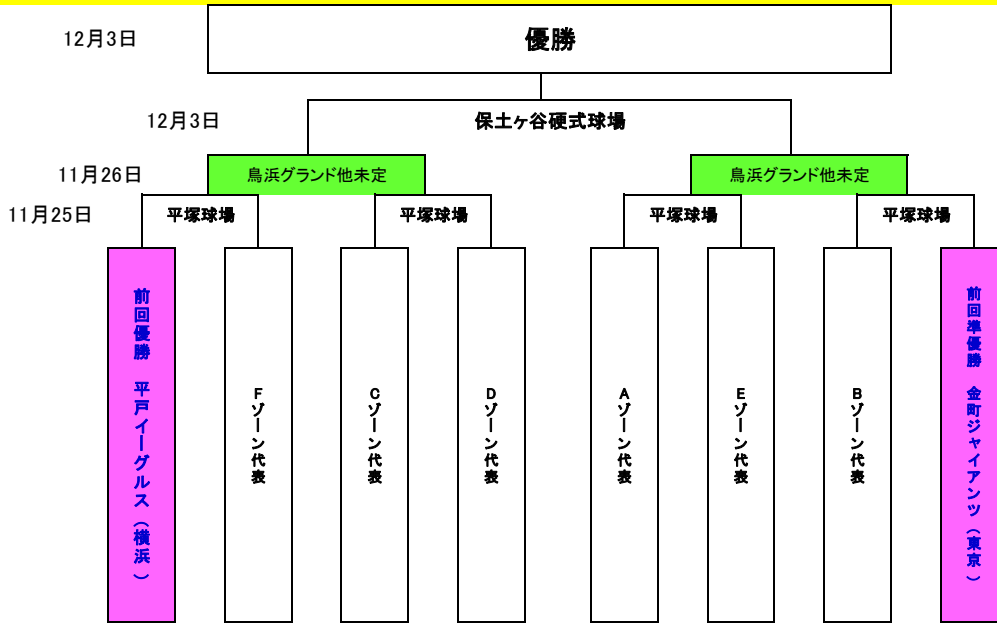 12月3日
優勝
12月3日
保土ヶ谷硬式球場
11月26日
鳥浜グランド他未定
鳥浜グランド他未定
11月25日
平塚球場
平塚球場
平塚球場
平塚球場
前回優勝　平戸イーグルス（横浜）
Fゾーン代表
Cゾーン代表
Dゾーン代表
Aゾーン代表
Eゾーン代表
Bゾーン代表
前回準優勝　金町ジャイアンツ（東京）